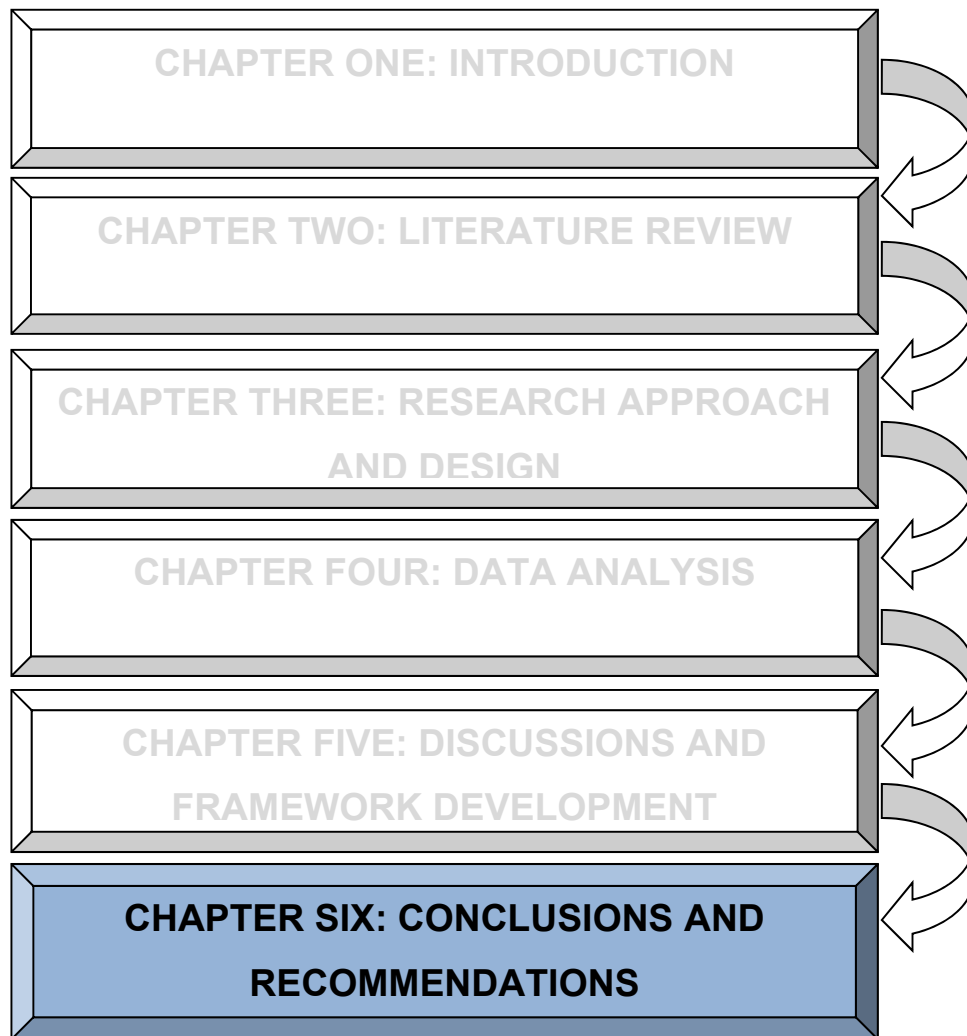 CHAPTER ONE: INTRODUCTION
CHAPTER TWO: LITERATURE REVIEW
CHAPTER THREE: RESEARCH APPROACH
AND DESIGN
CHAPTER FOUR: DATA ANALYSIS
CHAPTER FIVE: DISCUSSIONS AND
FRAMEWORK DEVELOPMENT
CHAPTER SIX: CONCLUSIONS AND
RECOMMENDATIONS